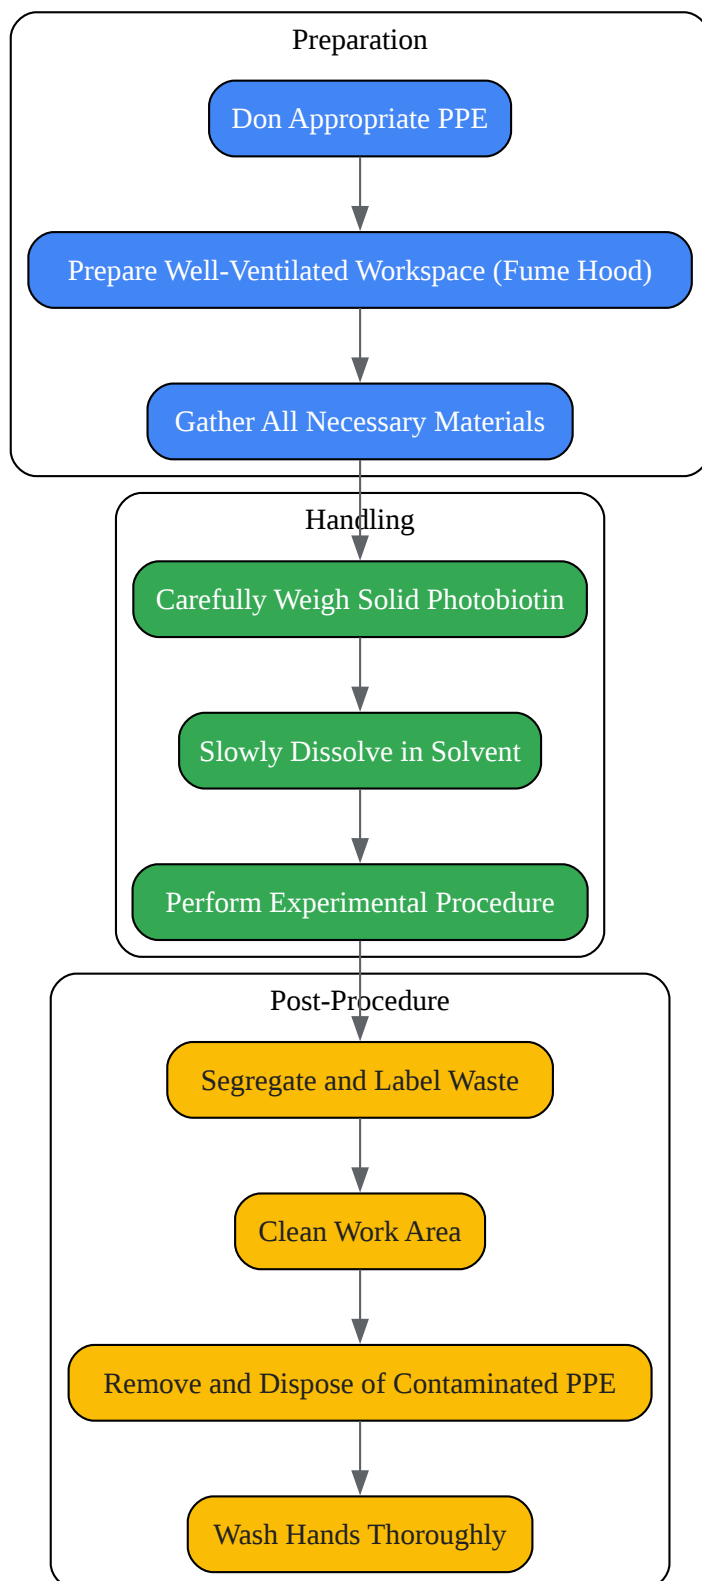 Preparation
Don Appropriate PPE
Prepare Well-Ventilated Workspace (Fume Hood)
Gather All Necessary Materials
Handling
Carefully Weigh Solid Photobiotin
Slowly Dissolve in Solvent
Perform Experimental Procedure
Post-Procedure
Segregate and Label Waste
Clean Work Area
Remove and Dispose of Contaminated PPE
Wash Hands Thoroughly